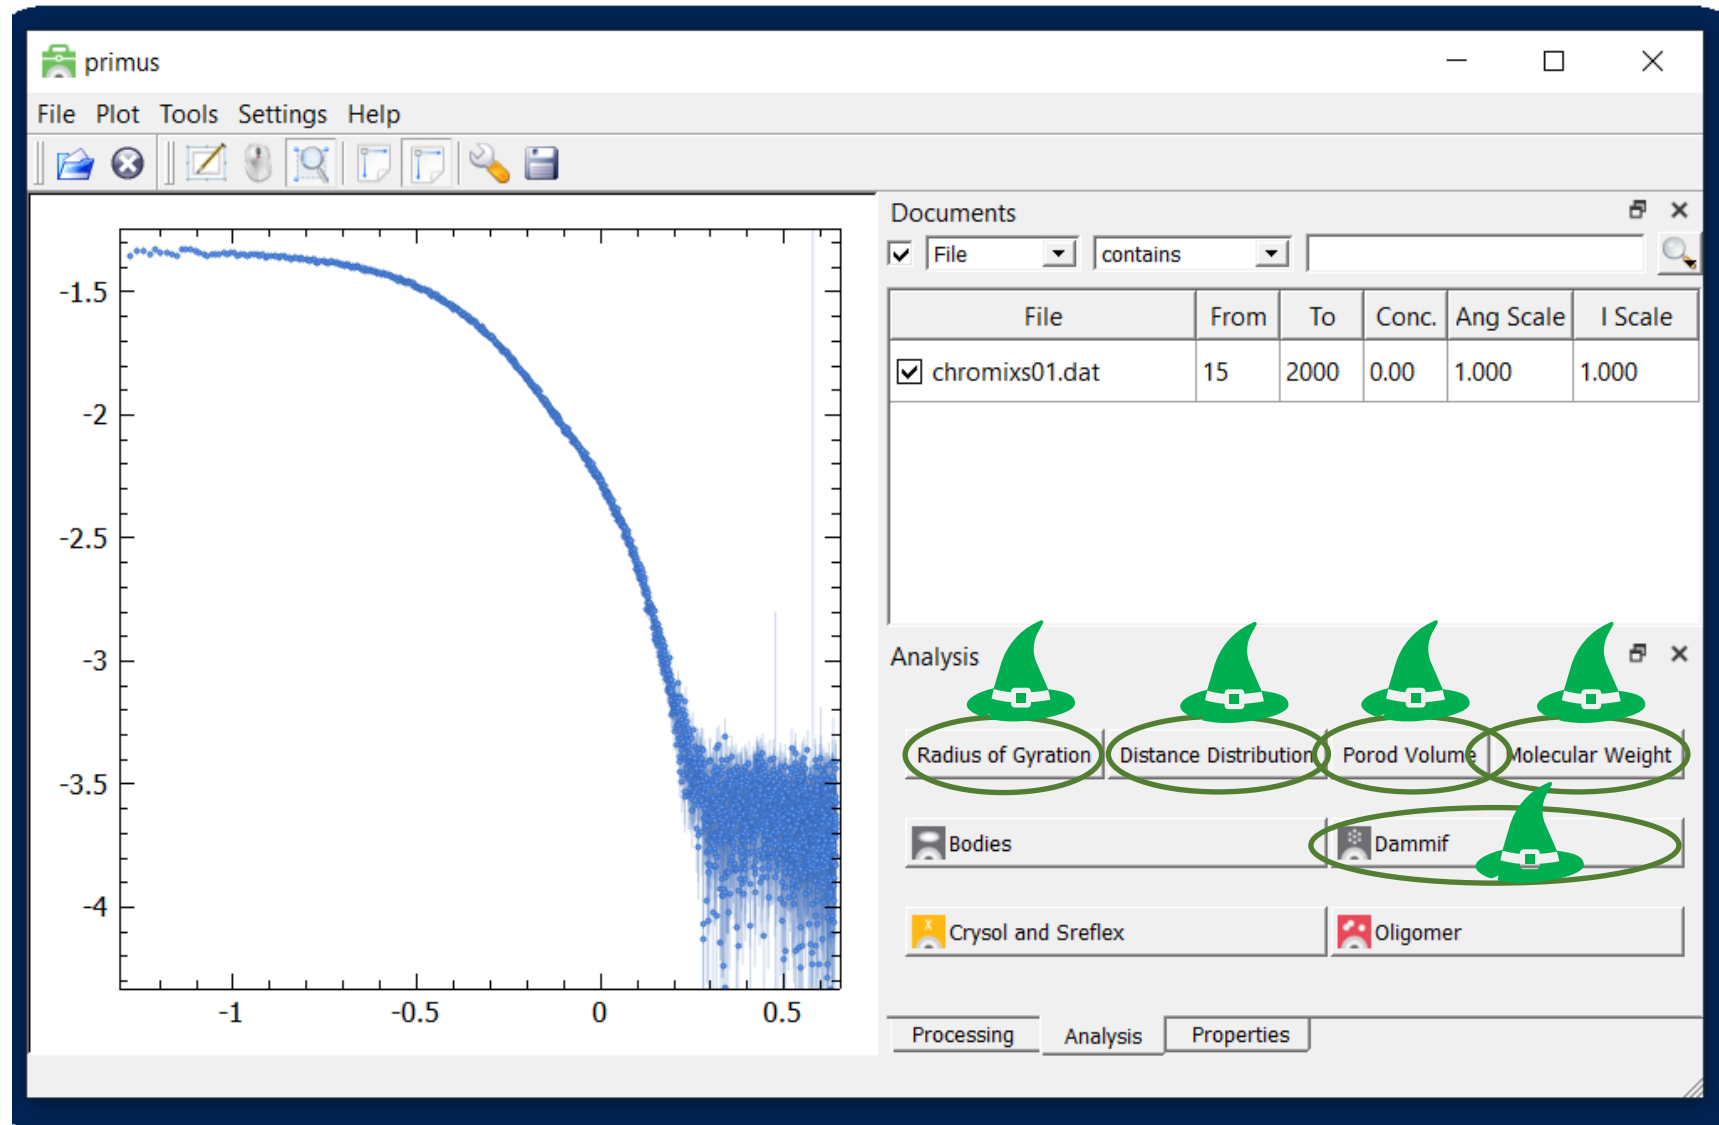 primus
File Plot Tools Settings Help
Documents
File contains
File From To Conc. Ang Scale I Scale
chromixs01.dat 15 2000 0.00 1.000 1.000
-1.5
-2
-2.5
-3
-3.5
-4
-1 -0.5 0 0.5
Analysis
Radius of Gyration Distance Distribution Porod Volume Molecular Weight
Bodies Dammif
Crysol and Sreflex Oligomer
Processing Analysis Properties